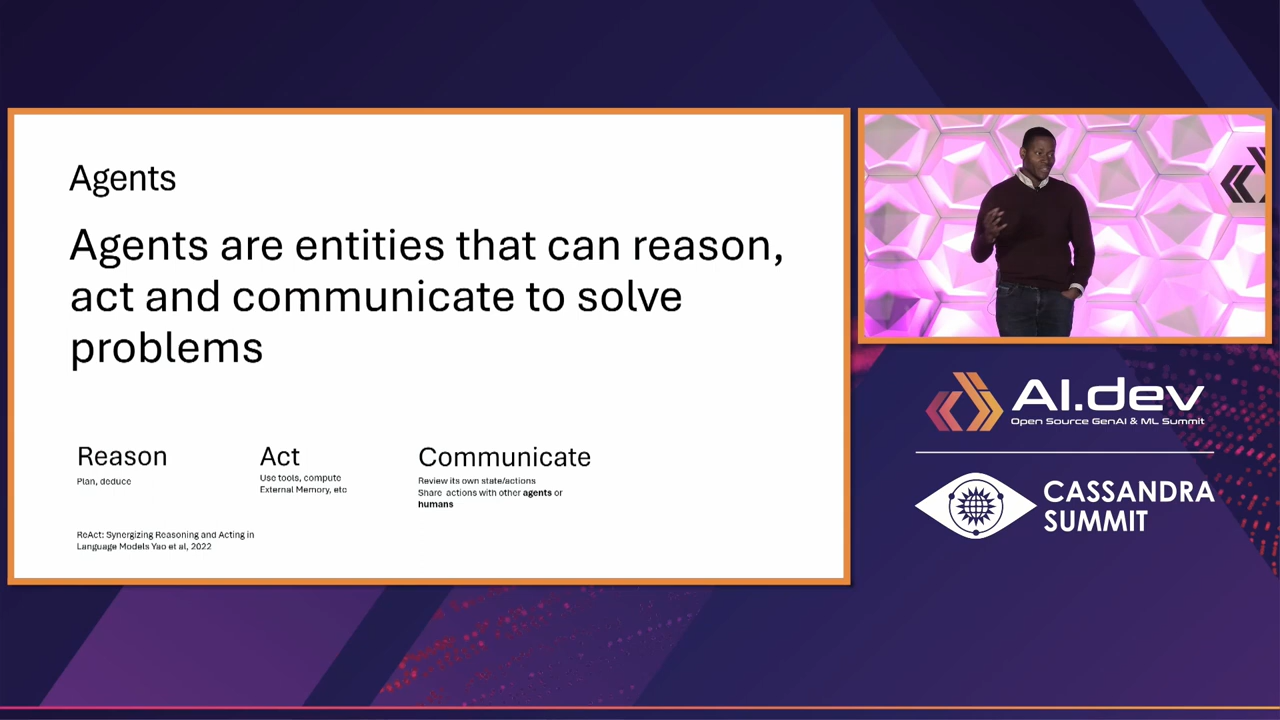 Agents
Agents are entities that can reason,
act and communicate to solve
problems
Reason
Plan, deduce
Act
Use tools, compute
External Memory, etc
Communicate
Review its own state/actions
Share actions with other agents or
humans
ReAct: Synergizing Reasoning and Acting in
Language Models Yao et al, 2022
AI.dev
Open Source GenAI & ML Summit
CASSANDRA
SUMMIT